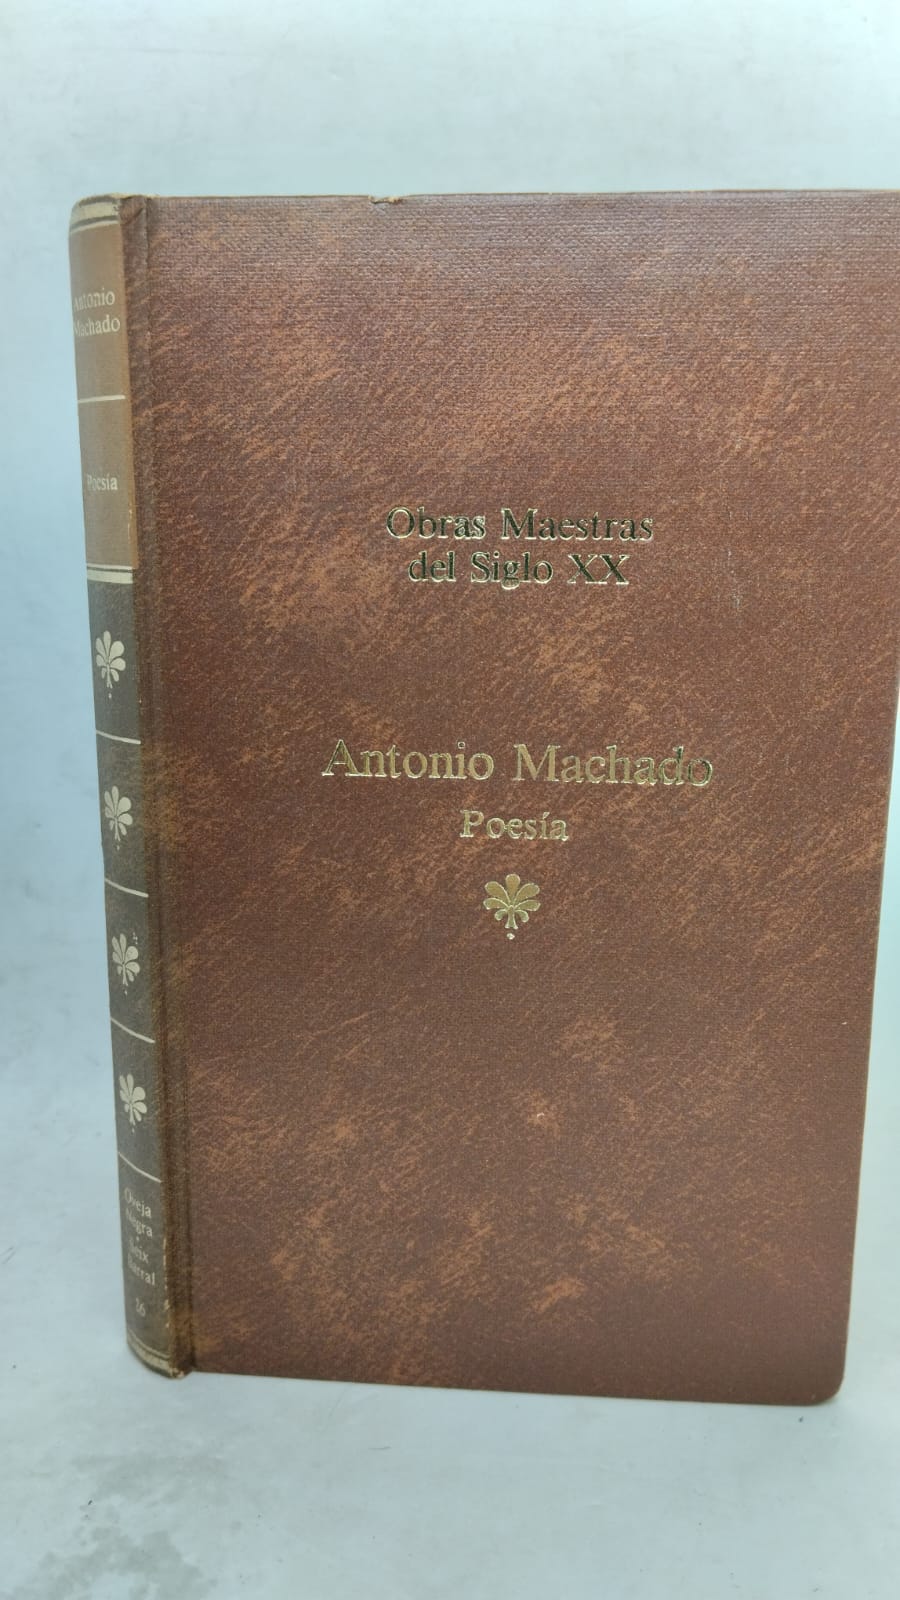 Antonio
Machado
Poesía
Oveja
Negra
Seix
Barral
26
Obras Maestras
del Siglo XX
Antonio Machado
Poesía